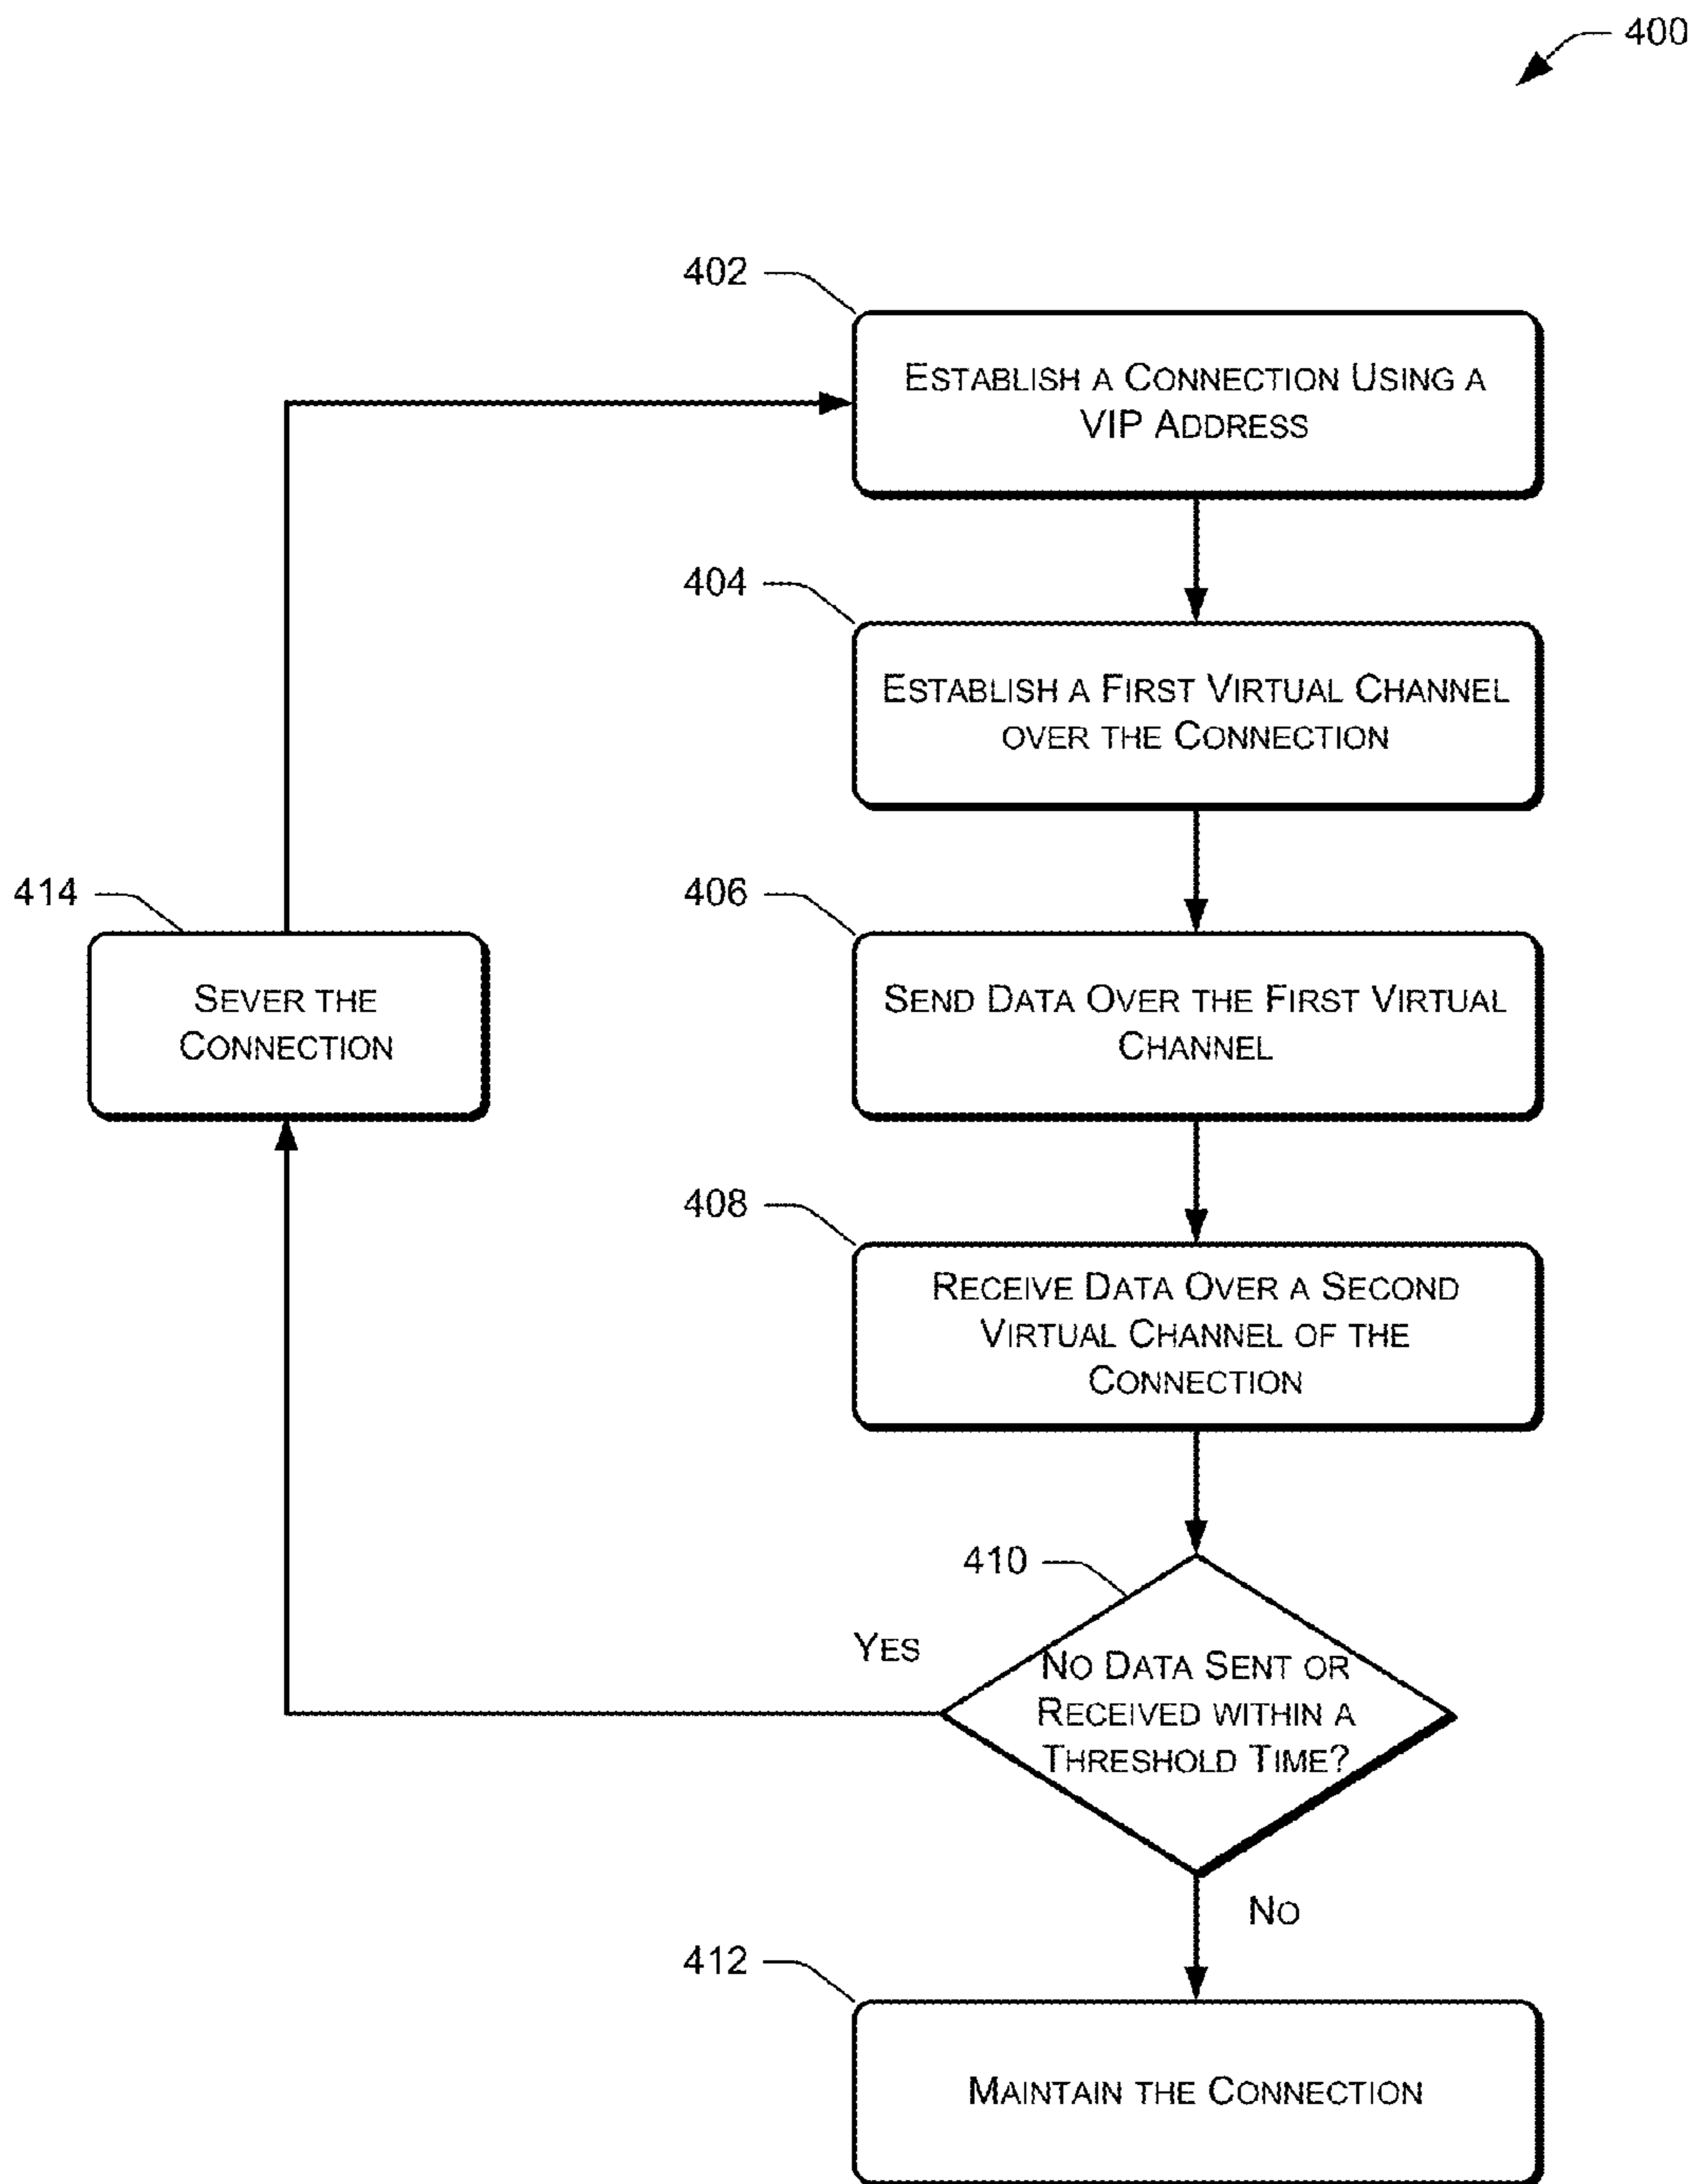 400
402
ESTABLISH A CONNECTION USING A
VIP ADDRESS
404
ESTABLISH A FIRST VIRTUAL CHANNEL
OVER THE CONNECTION
414
SEVER THE
CONNECTION
406
SEND DATA OVER THE FIRST VIRTUAL
CHANNEL
408
RECEIVE DATA OVER A SECOND
VIRTUAL CHANNEL OF THE
CONNECTION
410
YES
NO DATA SENT OR
RECEIVED WITHIN A
THRESHOLD TIME?
NO
412
MAINTAIN THE CONNECTION